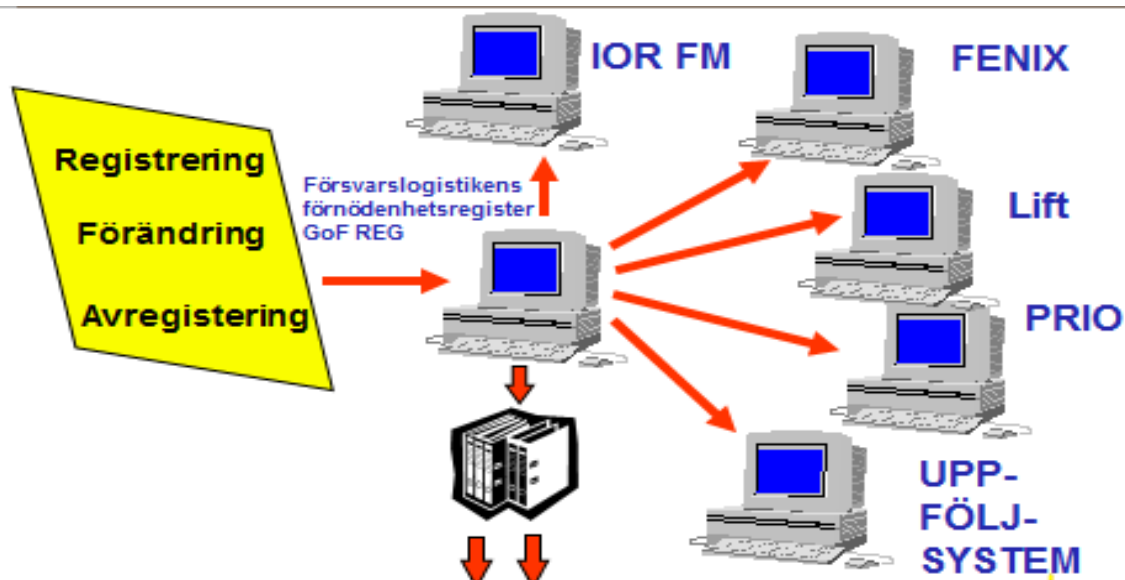 IOR FM
FENIX
Registrering
Försvarslogistikens
förnödenhetsregister
GoF REG
Förändring
Lift
Avregistering
PRIO
UPP-
FÖLJ-
SYSTEM